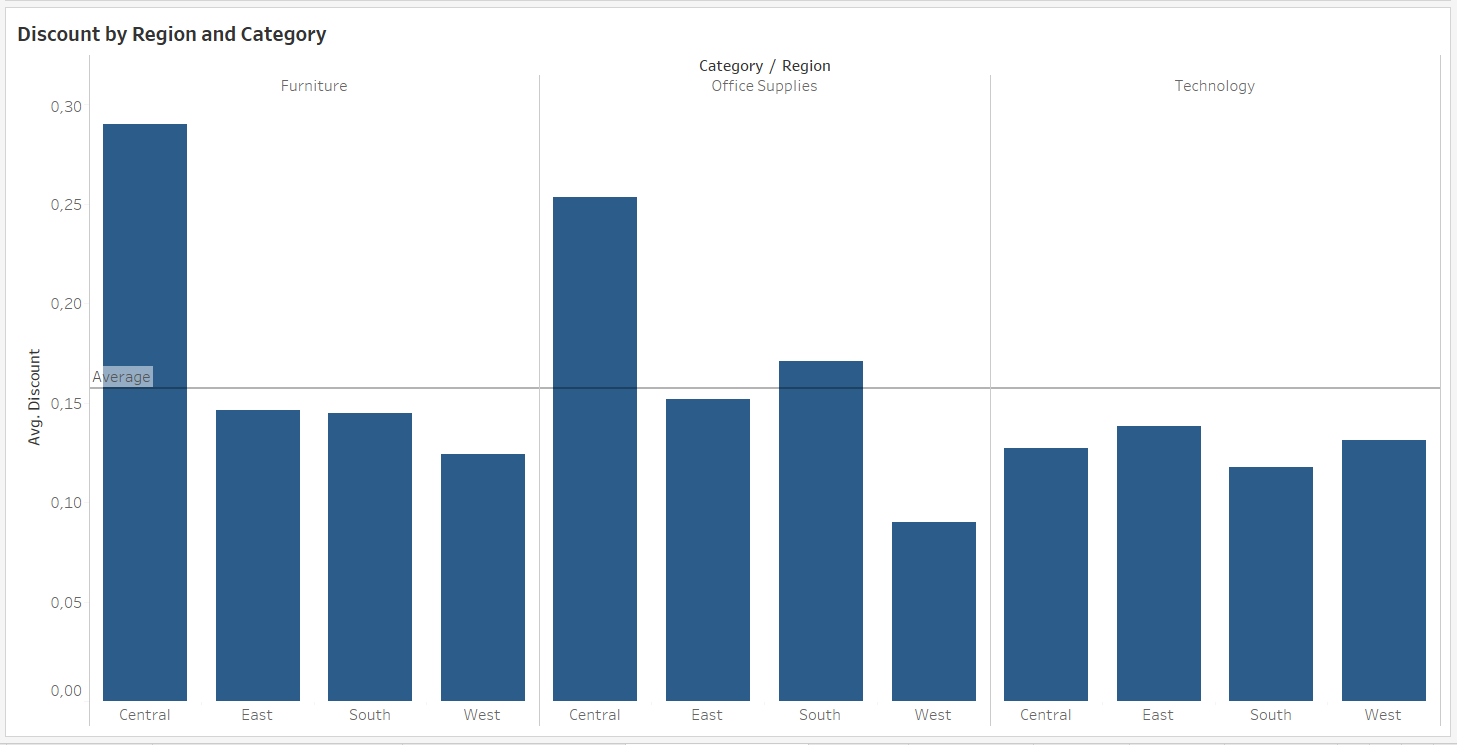 Discount by Region and Category
Category / Region
Furniture Office Supplies Technology
Avg. Discount
0,30
0,25
0,20
Average
0,15
0,10
0,05
0,00
Central East South West Central East South West Central East South West